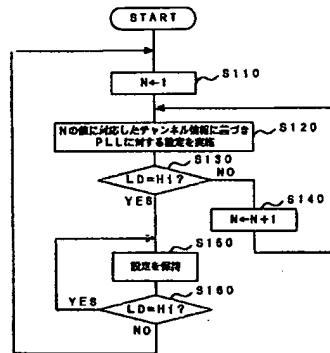 START
N←1
S110
Nの値に対応したチャンネル情報に基づき
PLLに対する設定を実施
S120
S130
LD=Hi?
NO
YES
S140
N←N+1
S150
設定を保持
S160
LD=Hi?
YES
NO